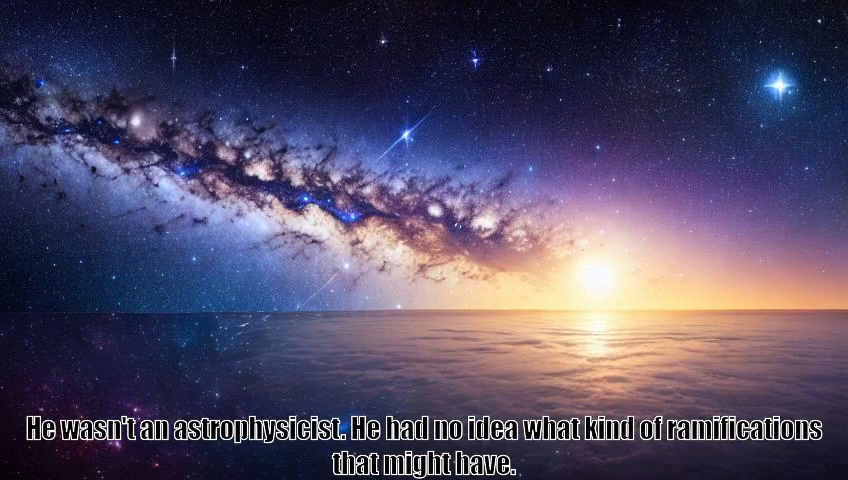 He wasn't an astrophysicist. He had no idea what kind of ramifications
that might have.